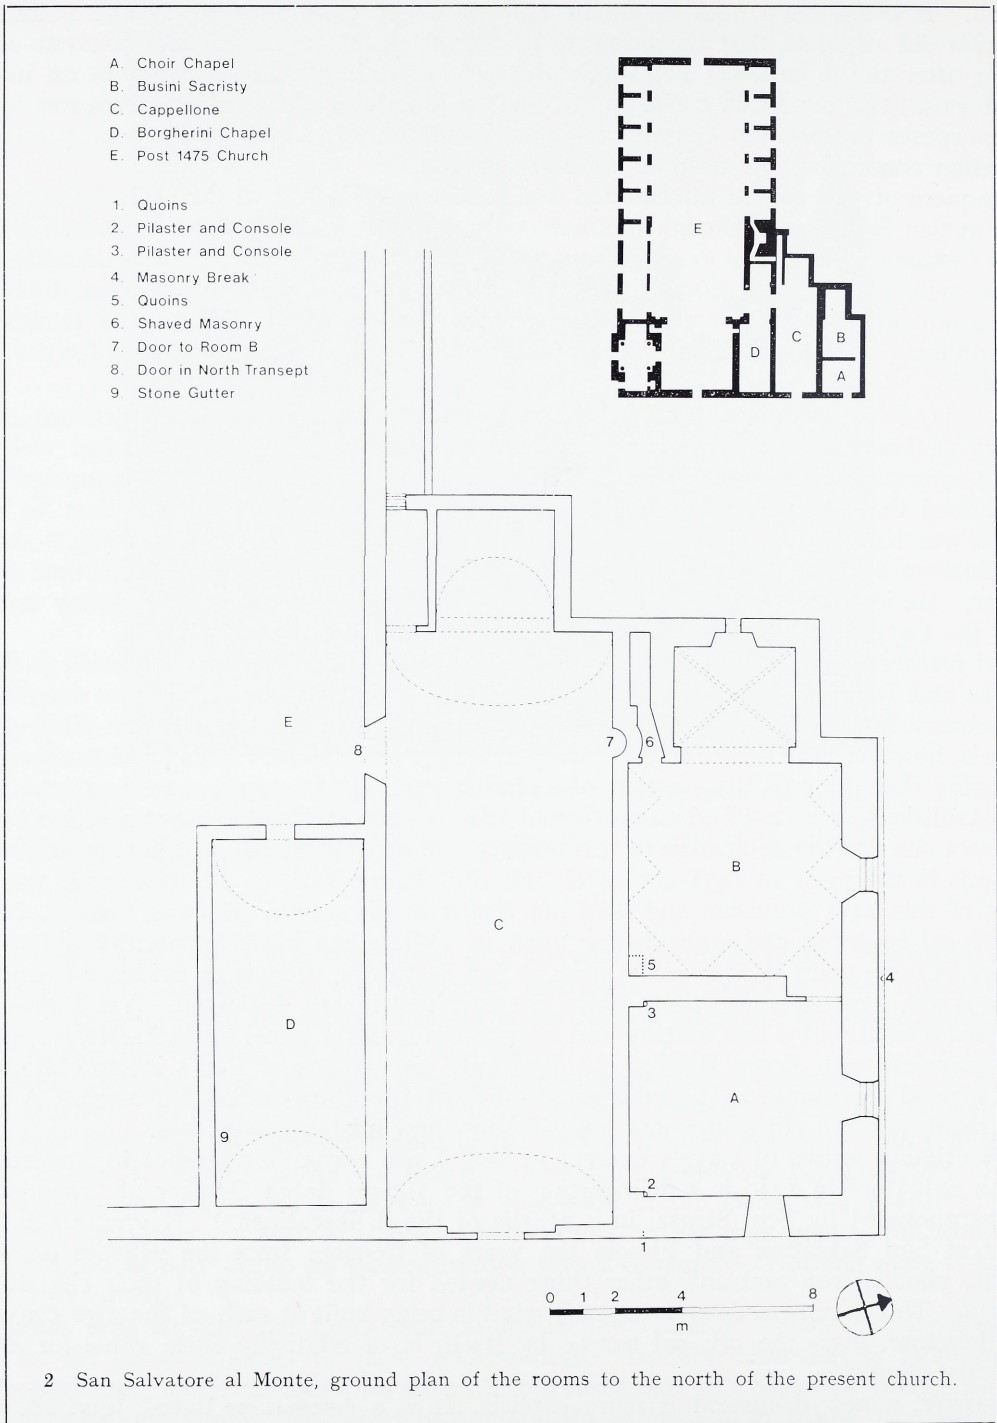 A. Choir Chapel
B. Busini Sacristy
C. Cappellone
D. Borgherini Chapel
E. Post 1475 Church
1. Quoins
2. Pilaster and Console
3. Pilaster and Console
4. Masonry Break
5. Quoins
6. Shaved Masonry
7. Door to Room B
8. Door in North Transept
9. Stone Gutter
E
C
B
D
A
E
8
7
6
B
C
5
4
3
D
A
9
2
1
0 1 2 4 8
m
2 San Salvatore al Monte, ground plan of the rooms to the north of the present church.